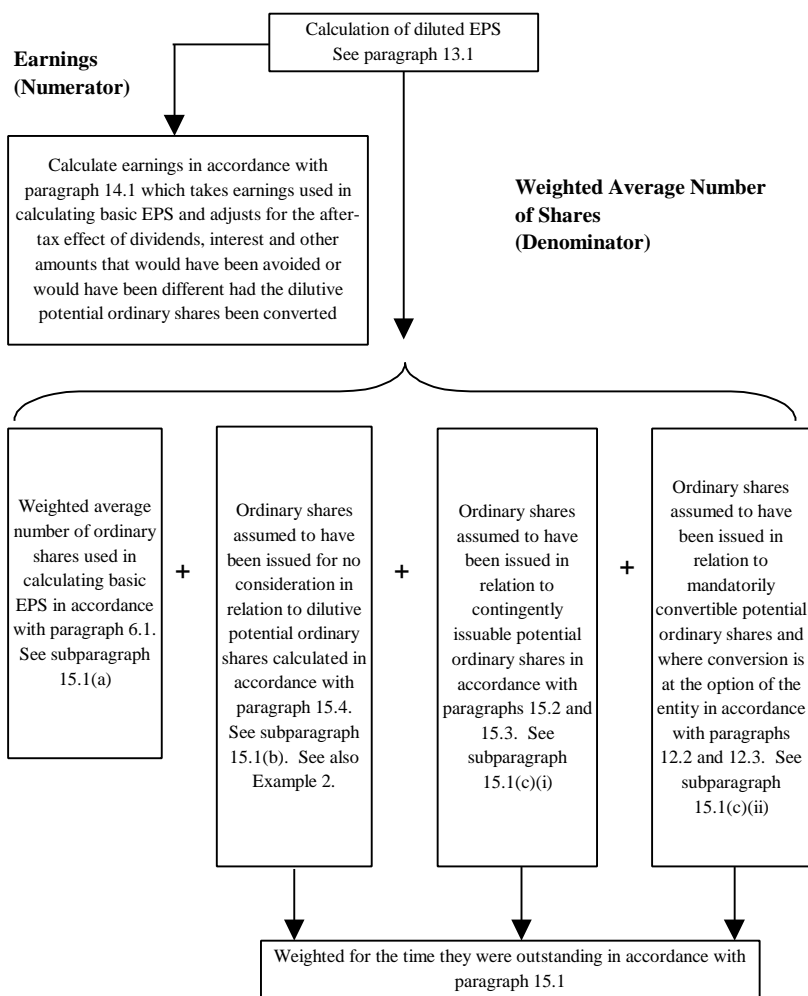 Calculation of diluted EPS
See paragraph 13.1
Earnings
(Numerator)
Calculate earnings in accordance with
paragraph 14.1 which takes earnings used in
calculating basic EPS and adjusts for the after-
tax effect of dividends, interest and other
amounts that would have been avoided or
would have been different had the dilutive
potential ordinary shares been converted
Weighted Average Number
of Shares
(Denominator)
Weighted average
number of ordinary
shares used in
calculating basic
EPS in accordance
with paragraph 6.1.
See subparagraph
15.1(a)
+
Ordinary shares
assumed to have
been issued for no
consideration in
relation to dilutive
potential ordinary
shares calculated in
accordance with
paragraph 15.4.
See subparagraph
15.1(b). See also
Example 2.
+
Ordinary shares
assumed to have
been issued in
relation to
contingently
issuable potential
ordinary shares in
accordance with
paragraphs 15.2 and
15.3. See
subparagraph
15.1(c)(i)
+
Ordinary shares
assumed to have
been issued in
relation to
mandatorily
convertible potential
ordinary shares and
where conversion is
at the option of the
entity in accordance
with paragraphs
12.2 and 12.3. See
subparagraph
15.1(c)(ii)
Weighted for the time they were outstanding in accordance with
paragraph 15.1